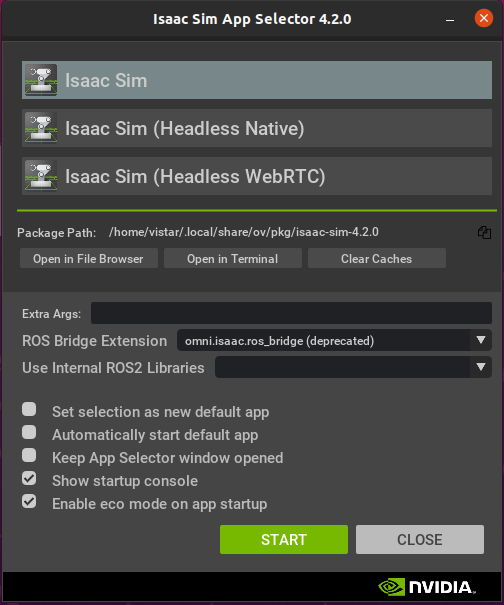 Isaac Sim App Selector 4.2.0
Isaac Sim
Isaac Sim (Headless Native)
Isaac Sim (Headless WebRTC)
Package Path: /home/vistar/.local/share/ov/pkg/isaac-sim-4.2.0
Open in File Browser Open in Terminal Clear Caches
Extra Args:
ROS Bridge Extension omni.isaac.ros_bridge (deprecated)
Use Internal ROS2 Libraries
Set selection as new default app
Automatically start default app
Keep App Selector window opened
Show startup console
Enable eco mode on app startup
START CLOSE
NVIDIA.